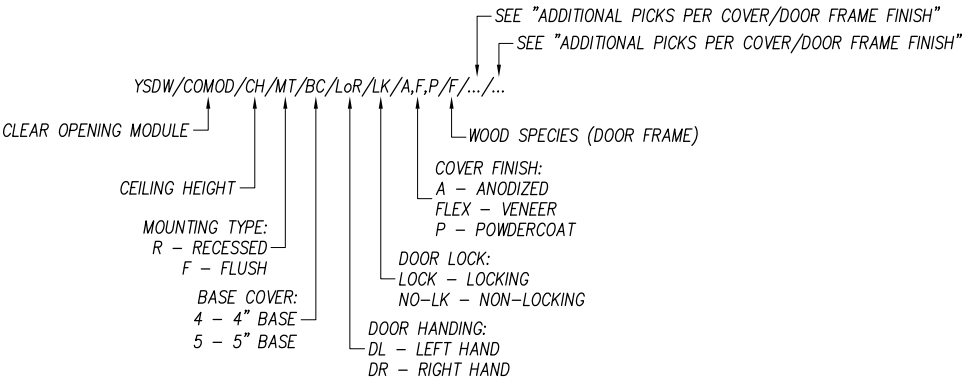 SEE "ADDITIONAL PICKS PER COVER/DOOR FRAME FINISH"
SEE "ADDITIONAL PICKS PER COVER/DOOR FRAME FINISH"
YSDW/COMOD/CH/MT/BC/LoR/LK/A,F,P/F/.../...
CLEAR OPENING MODULE
WOOD SPECIES (DOOR FRAME)
CEILING HEIGHT
COVER FINISH:
A – ANODIZED
FLEX – VENEER
P – POWDERCOAT
MOUNTING TYPE:
R – RECESSED
F – FLUSH
DOOR LOCK:
LOCK – LOCKING
NO-LK – NON-LOCKING
BASE COVER:
4 – 4" BASE
5 – 5" BASE
DOOR HANDING:
DL – LEFT HAND
DR – RIGHT HAND